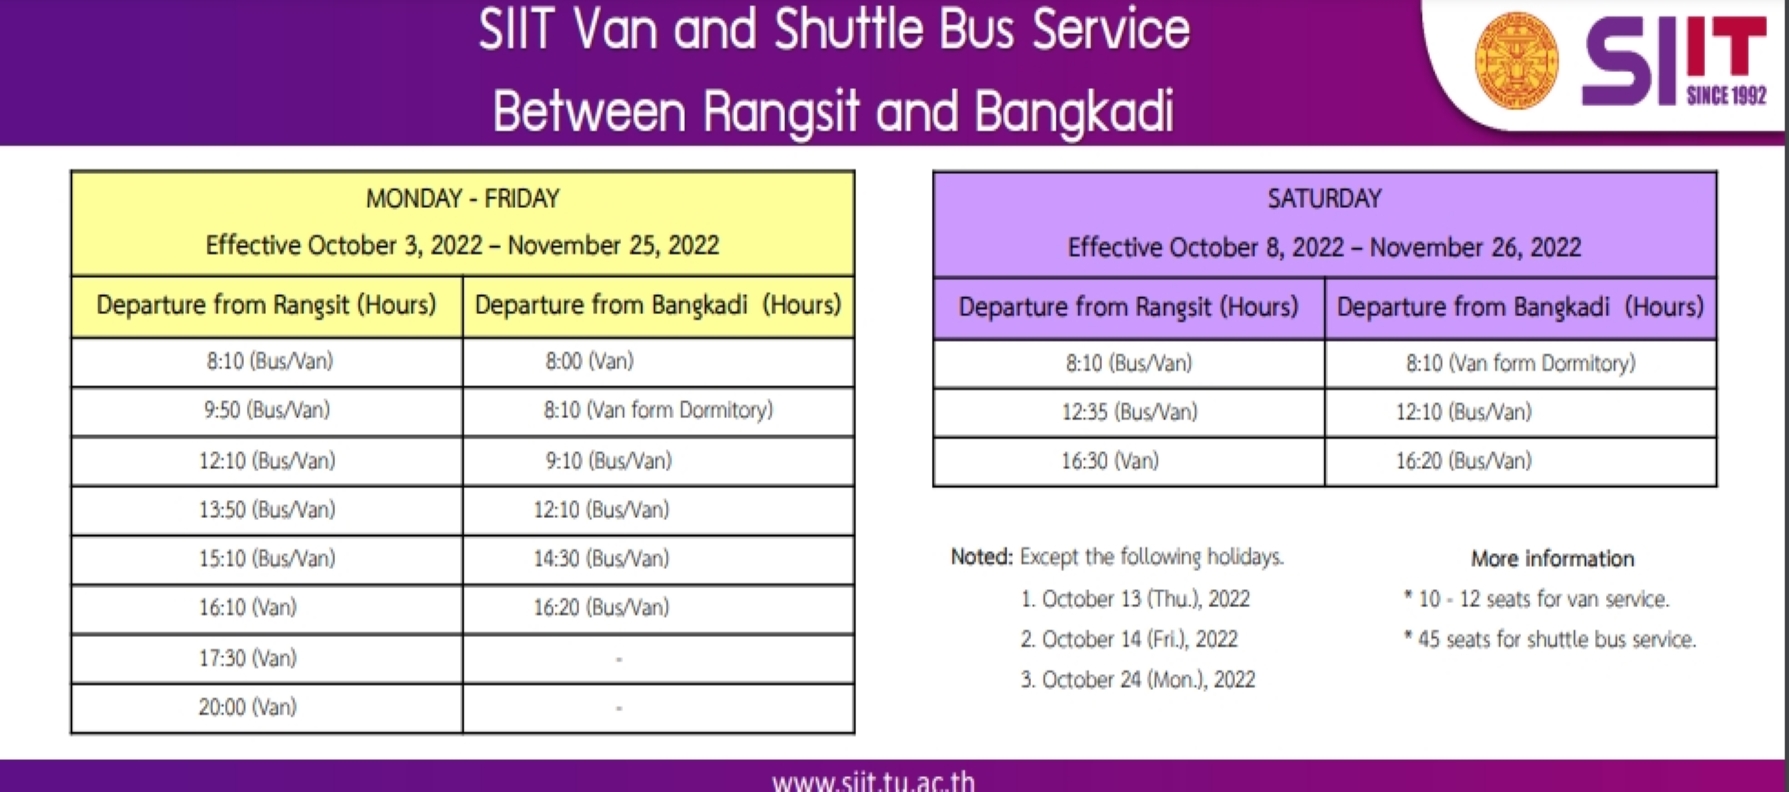 SIIT Van and Shuttle Bus Service
Between Rangsit and Bangkadi
SIIT
SINCE 1992
MONDAY - FRIDAY
Effective October 3, 2022 – November 25, 2022
Departure from Rangsit (Hours) Departure from Bangkadi (Hours)
8:10 (Bus/Van) 8:00 (Van)
9:50 (Bus/Van) 8:10 (Van form Dormitory)
12:10 (Bus/Van) 9:10 (Bus/Van)
13:50 (Bus/Van) 12:10 (Bus/Van)
15:10 (Bus/Van) 14:30 (Bus/Van)
16:10 (Van) 16:20 (Bus/Van)
17:30 (Van) -
20:00 (Van) -
SATURDAY
Effective October 8, 2022 – November 26, 2022
Departure from Rangsit (Hours) Departure from Bangkadi (Hours)
8:10 (Bus/Van) 8:10 (Van form Dormitory)
12:35 (Bus/Van) 12:10 (Bus/Van)
16:30 (Van) 16:20 (Bus/Van)
Noted: Except the following holidays.
1. October 13 (Thu.), 2022
2. October 14 (Fri.), 2022
3. October 24 (Mon.), 2022
More information
* 10 - 12 seats for van service.
* 45 seats for shuttle bus service.
www.siit.tu.ac.th